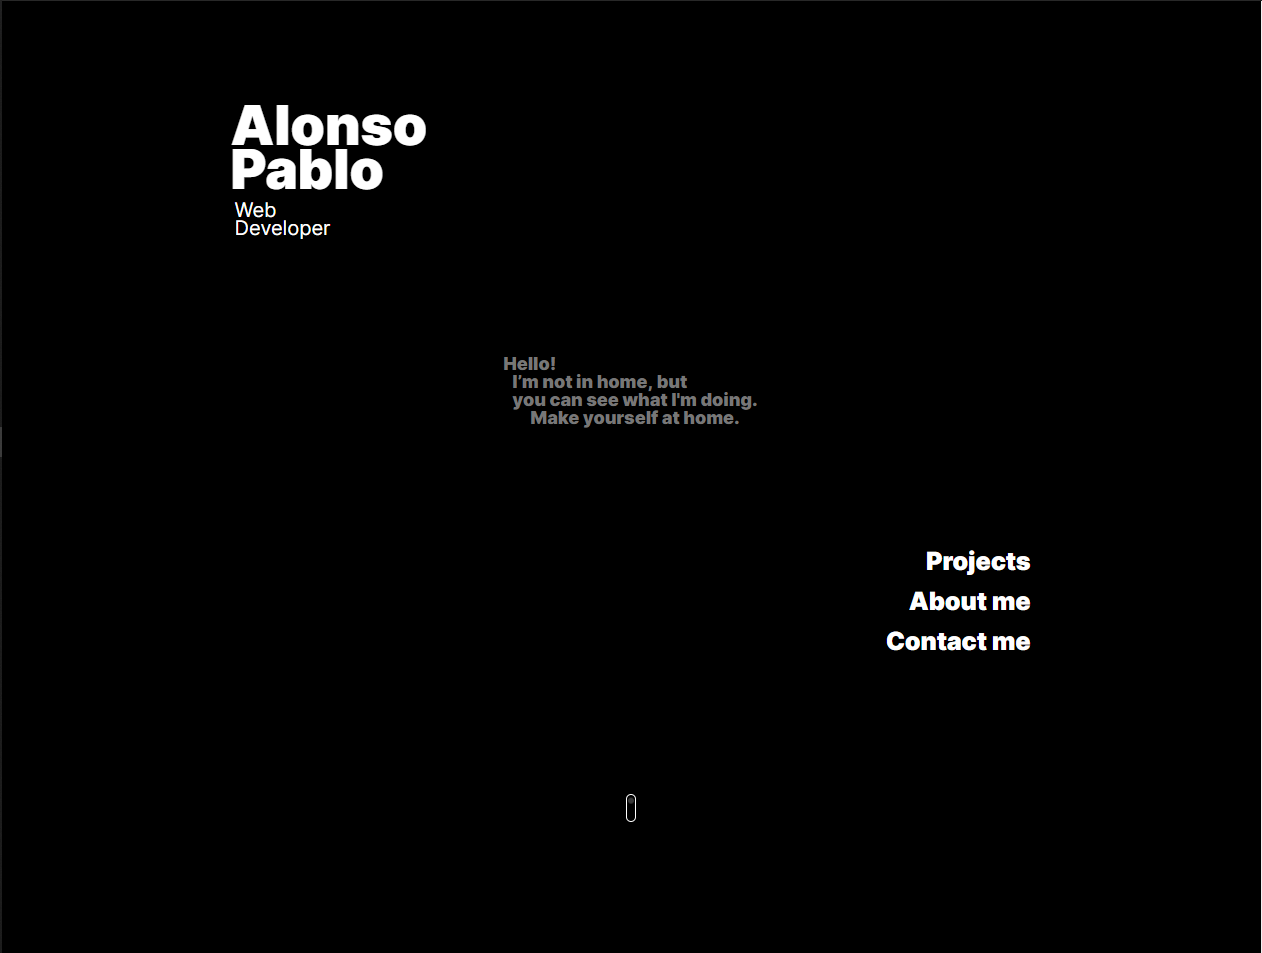 Alonso
Pablo
Web
Developer
Hello!
I’m not in home, but
you can see what I'm doing.
Make yourself at home.
Projects
About me
Contact me